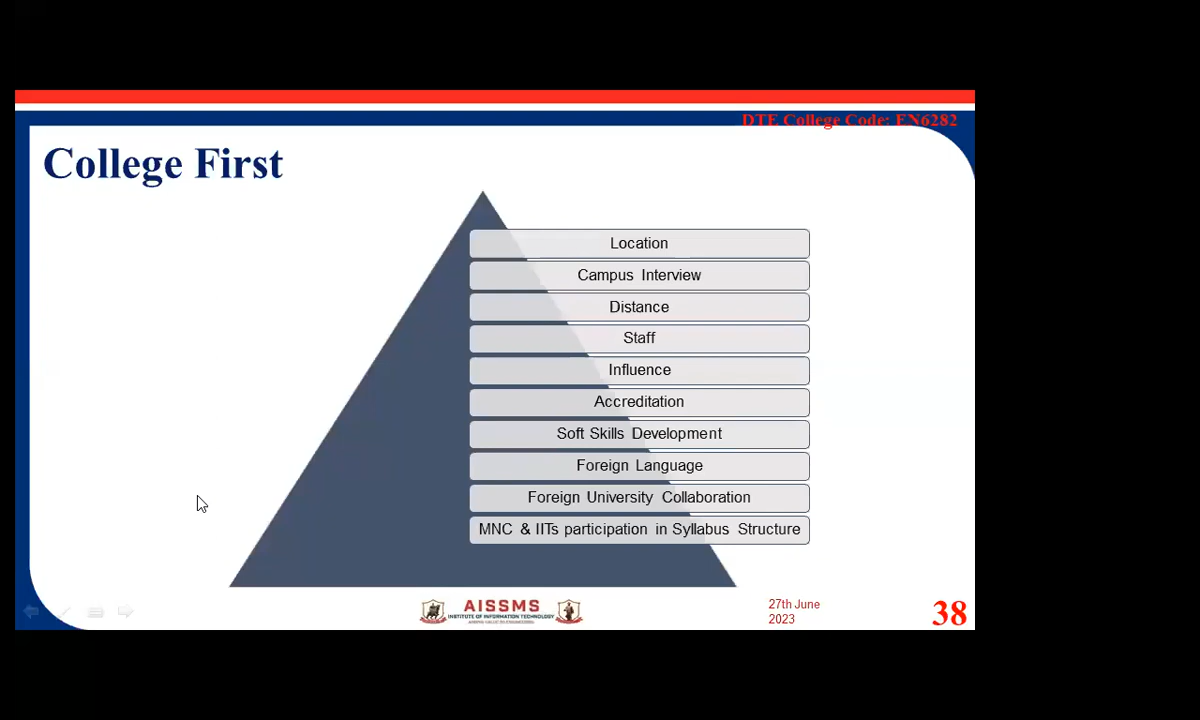 DTE College Code: EN6282
College First
Location
Campus Interview
Distance
Staff
Influence
Accreditation
Soft Skills Development
Foreign Language
Foreign University Collaboration
MNC & IITs participation in Syllabus Structure
AISSMS
INSTITUTE OF INFORMATION TECHNOLOGY
27th June
2023
38